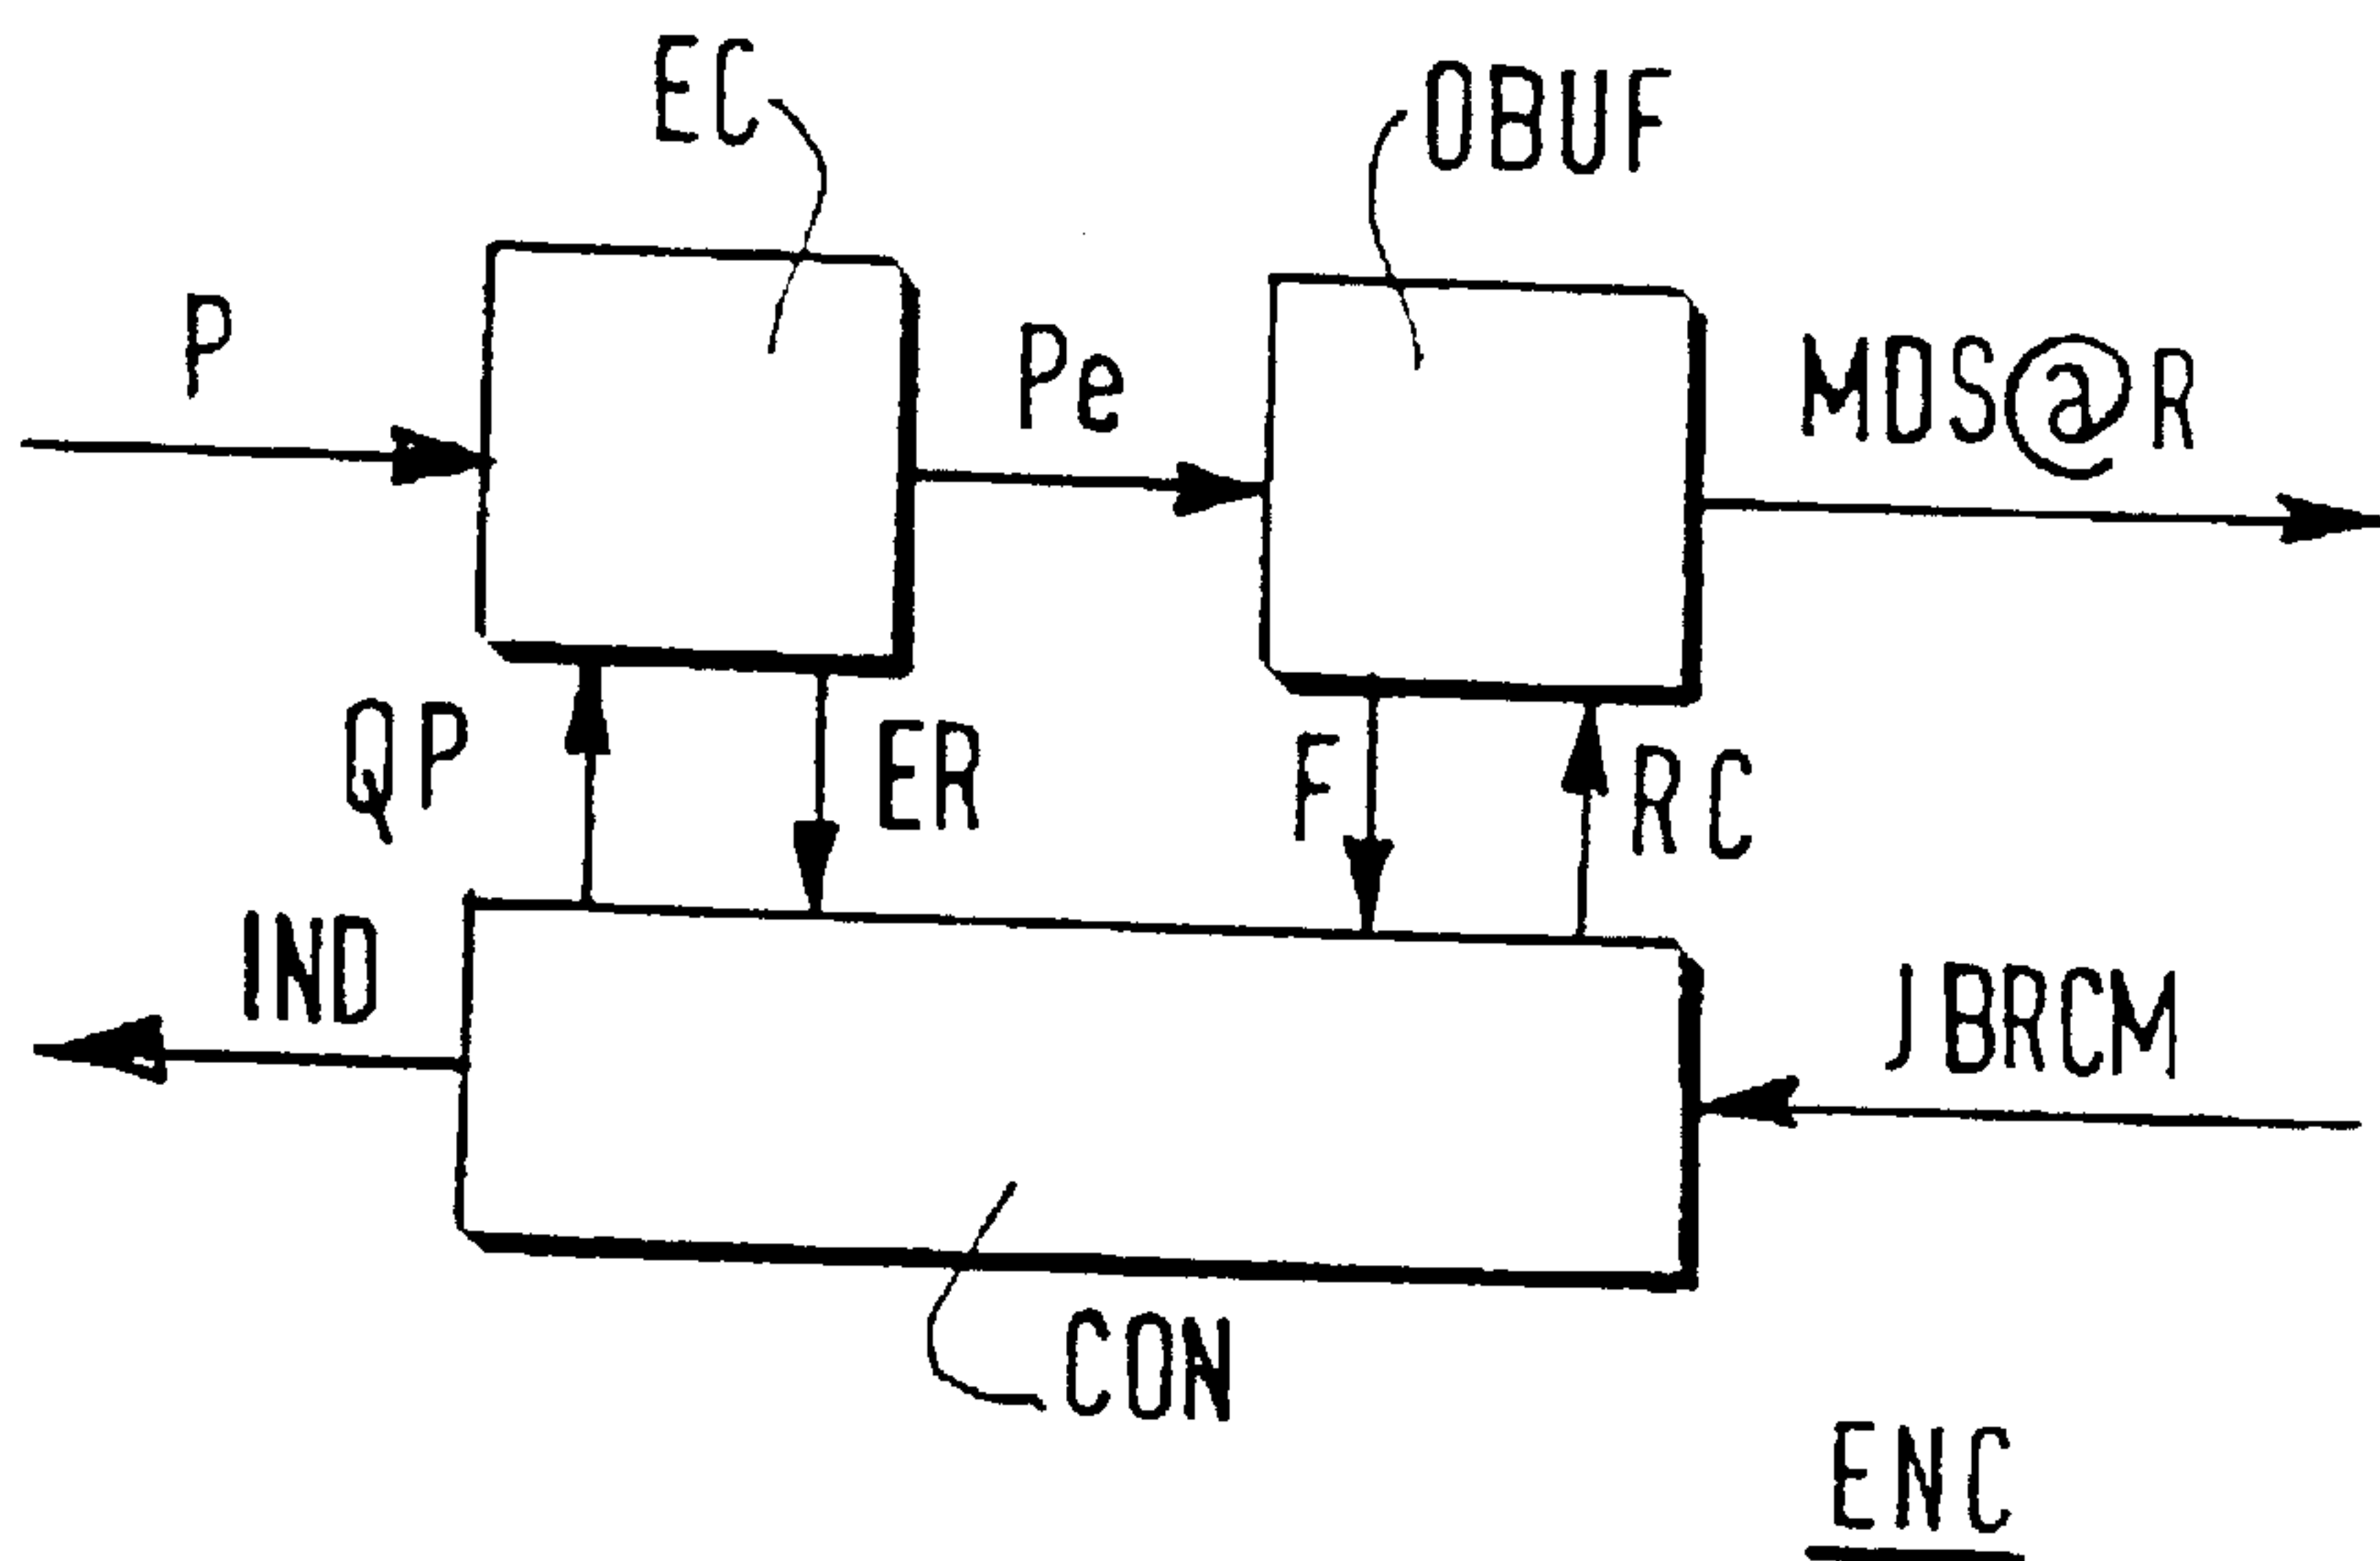 EC
OBUF
P
Pe
MDS@R
QP
ER
F
RC
IND
JBRCM
CON
ENC